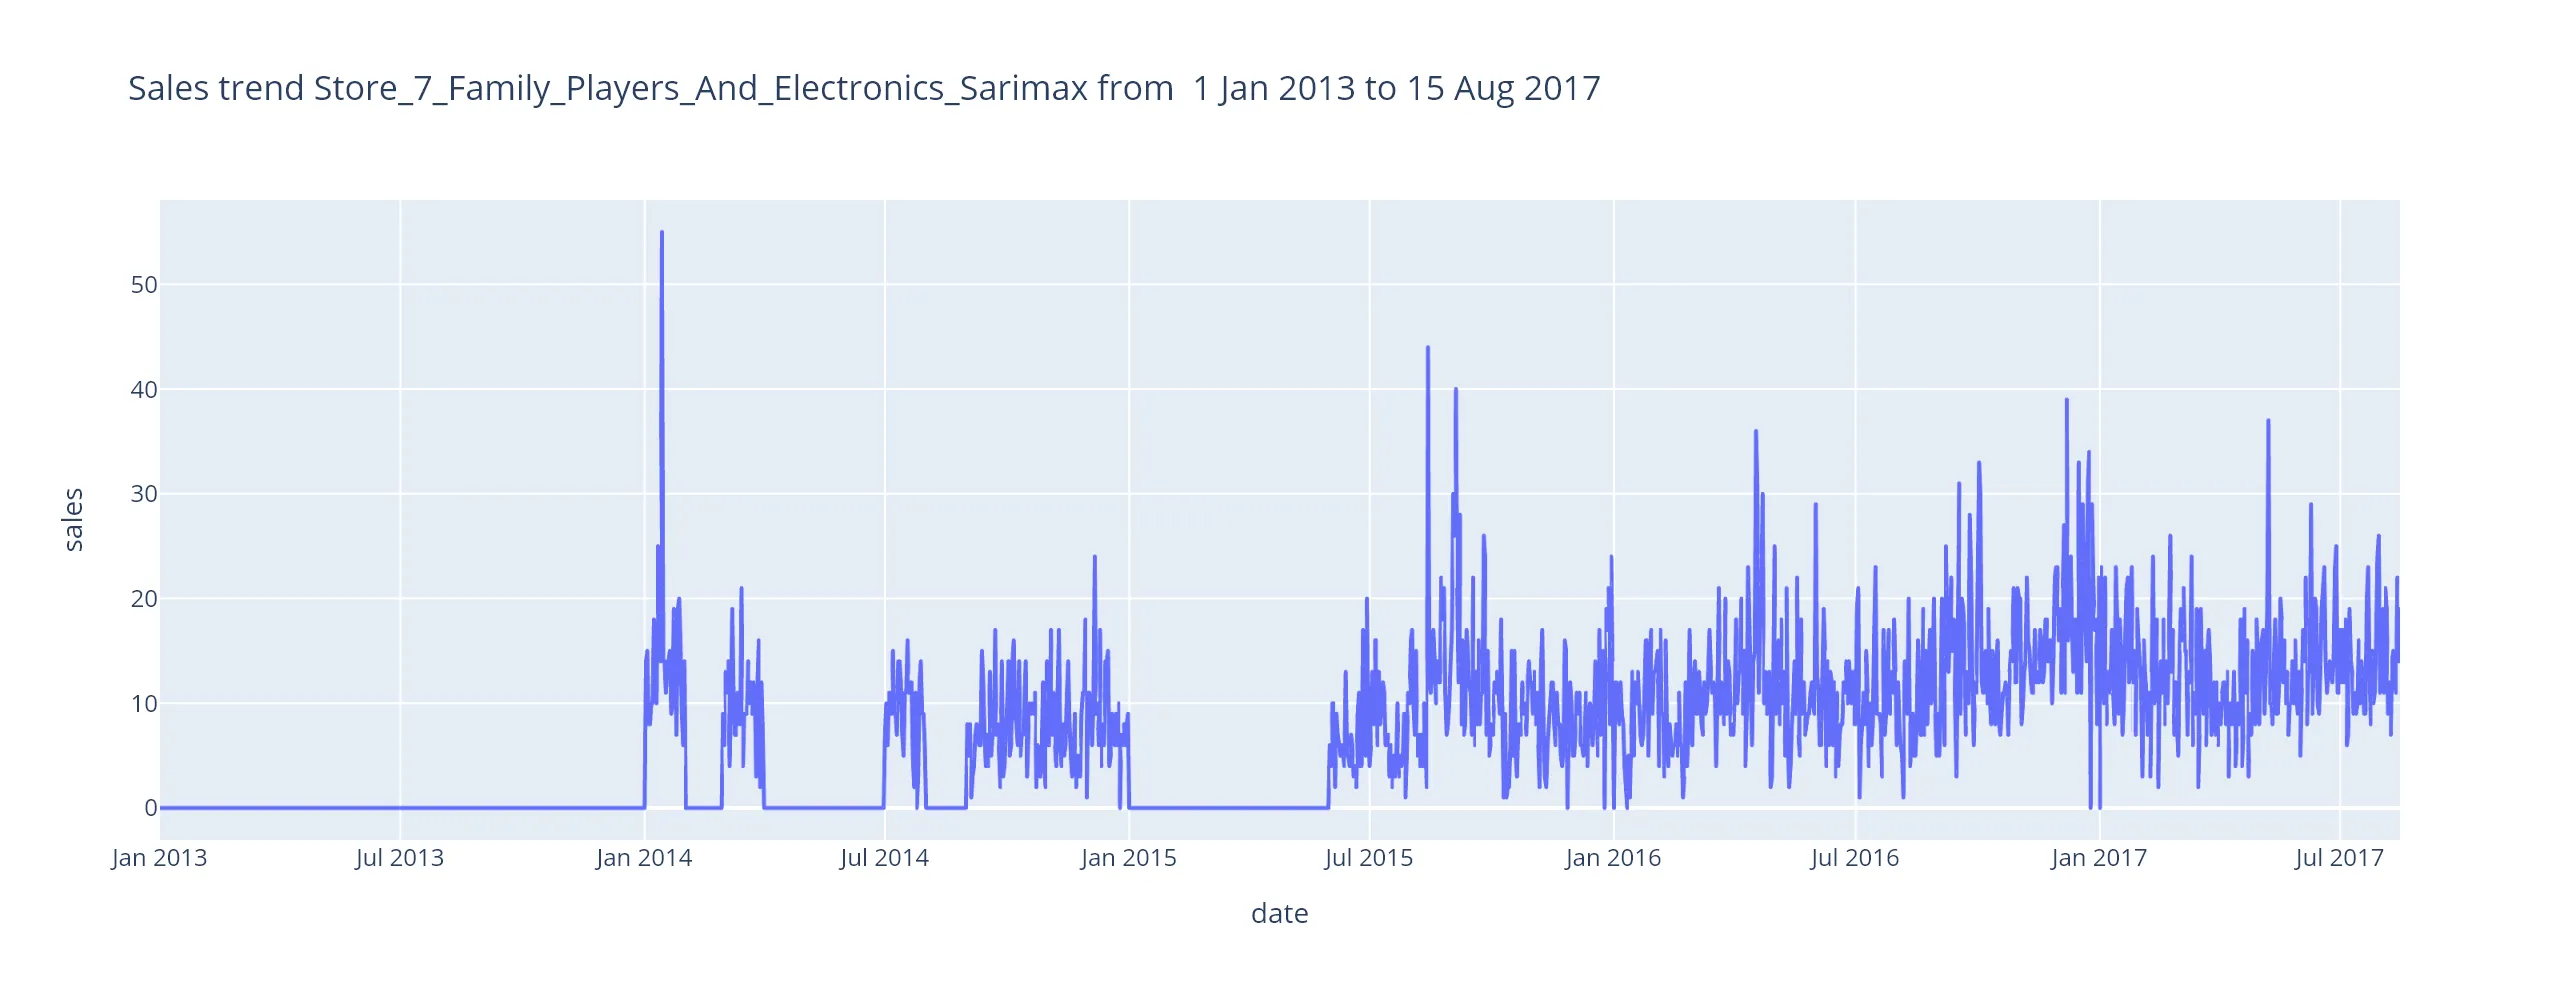 Sales trend Store_7_Family_Players_And_Electronics_Sarimax from  1 Jan 2013 to 15 Aug 2017
sales
50
40
30
20
10
0
Jan 2013 Jul 2013 Jan 2014 Jul 2014 Jan 2015 Jul 2015 Jan 2016 Jul 2016 Jan 2017 Jul 2017
date